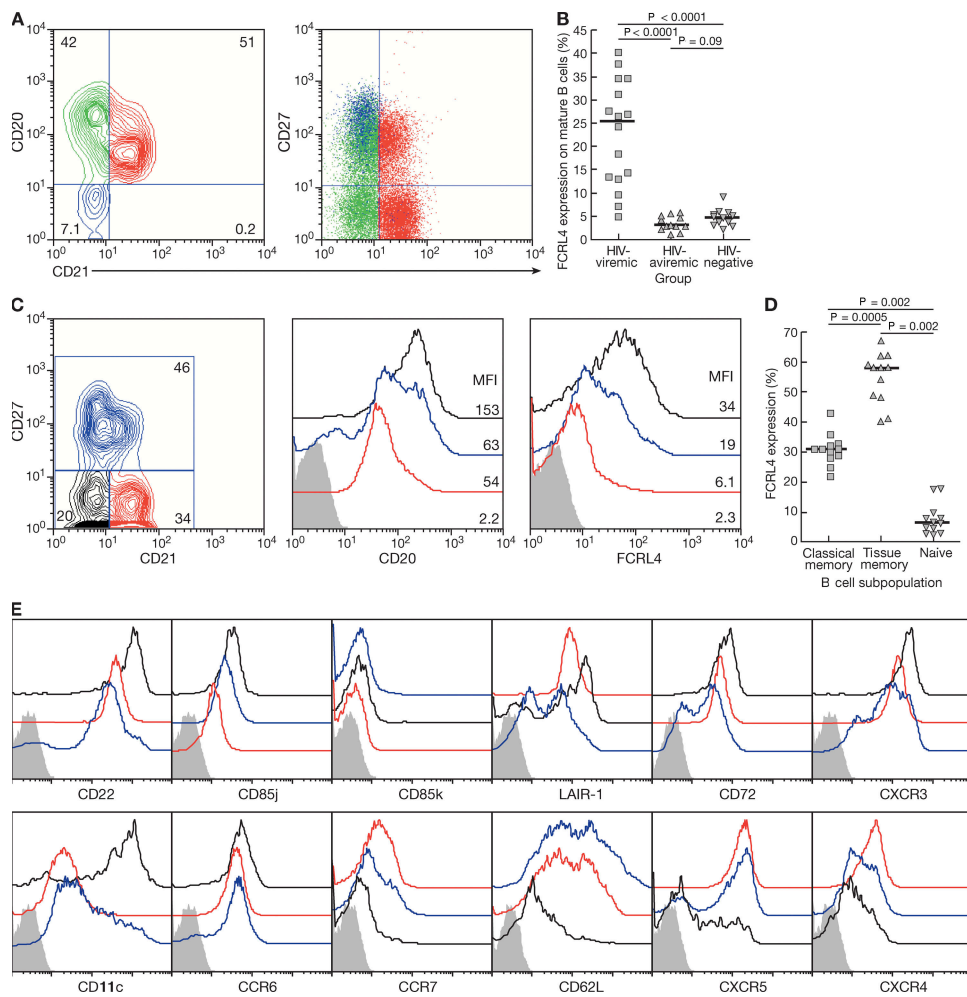 A
42
51
10⁴
10³
10²
10¹
10⁰
CD20
7.1
0.2
10⁰ 10¹ 10² 10³ 10⁴
CD21
10⁴
10³
10²
10¹
10⁰
CD27
10⁰ 10¹ 10² 10³ 10⁴
B
P < 0.0001
P < 0.0001
P = 0.09
FCRL4 expression on mature B cells (%)
45
40
35
30
25
20
15
10
5
0
HIV-viremic
HIV-aviremic
HIV-negative
Group
C
10⁴
10³
10²
10¹
10⁰
CD27
46
20
34
10⁰ 10¹ 10² 10³ 10⁴
CD21
MFI
153
63
54
2.2
10⁰ 10¹ 10² 10³ 10⁴
CD20
MFI
34
19
6.1
2.3
10⁰ 10¹ 10² 10³ 10⁴
FCRL4
D
P = 0.002
P = 0.0005
P = 0.002
FCRL4 expression (%)
70
60
50
40
30
20
10
0
Classical memory
Tissue memory
Naive
B cell subpopulation
E
CD22
CD85j
CD85k
LAIR-1
CD72
CXCR3
CD11c
CCR6
CCR7
CD62L
CXCR5
CXCR4